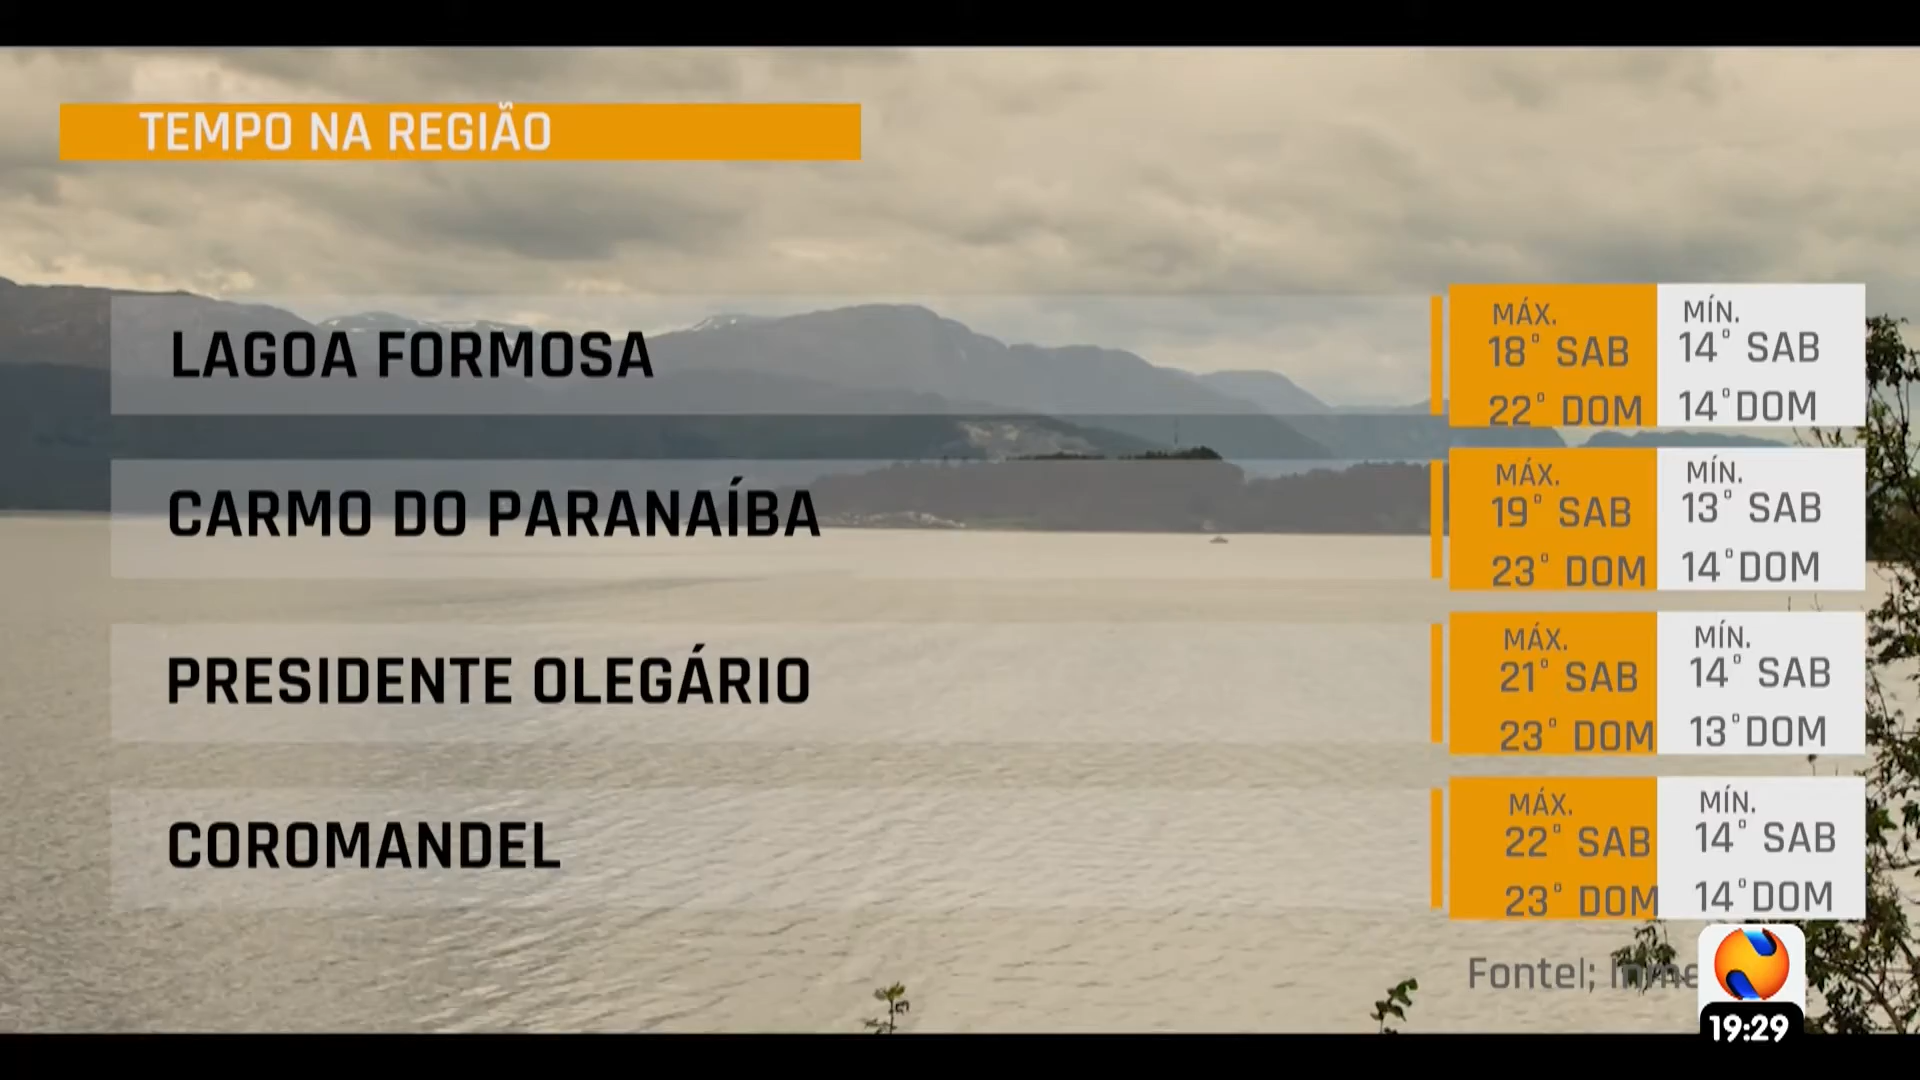 TEMPO NA REGIÃO
LAGOA FORMOSA
MÁX.
18° SAB
22° DOM
MÍN.
14° SAB
14°DOM
CARMO DO PARANAÍBA
MÁX.
19° SAB
23° DOM
MÍN.
13° SAB
14°DOM
PRESIDENTE OLEGÁRIO
MÁX.
21° SAB
23° DOM
MÍN.
14° SAB
13°DOM
COROMANDEL
MÁX.
22° SAB
23° DOM
MÍN.
14° SAB
14°DOM
Fontel;
19:29